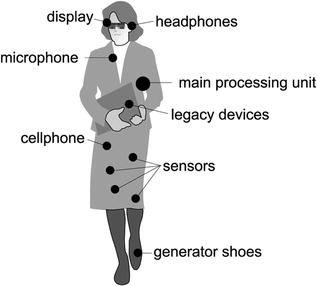 display
headphones
microphone
main processing unit
legacy devices
cellphone
sensors
generator shoes